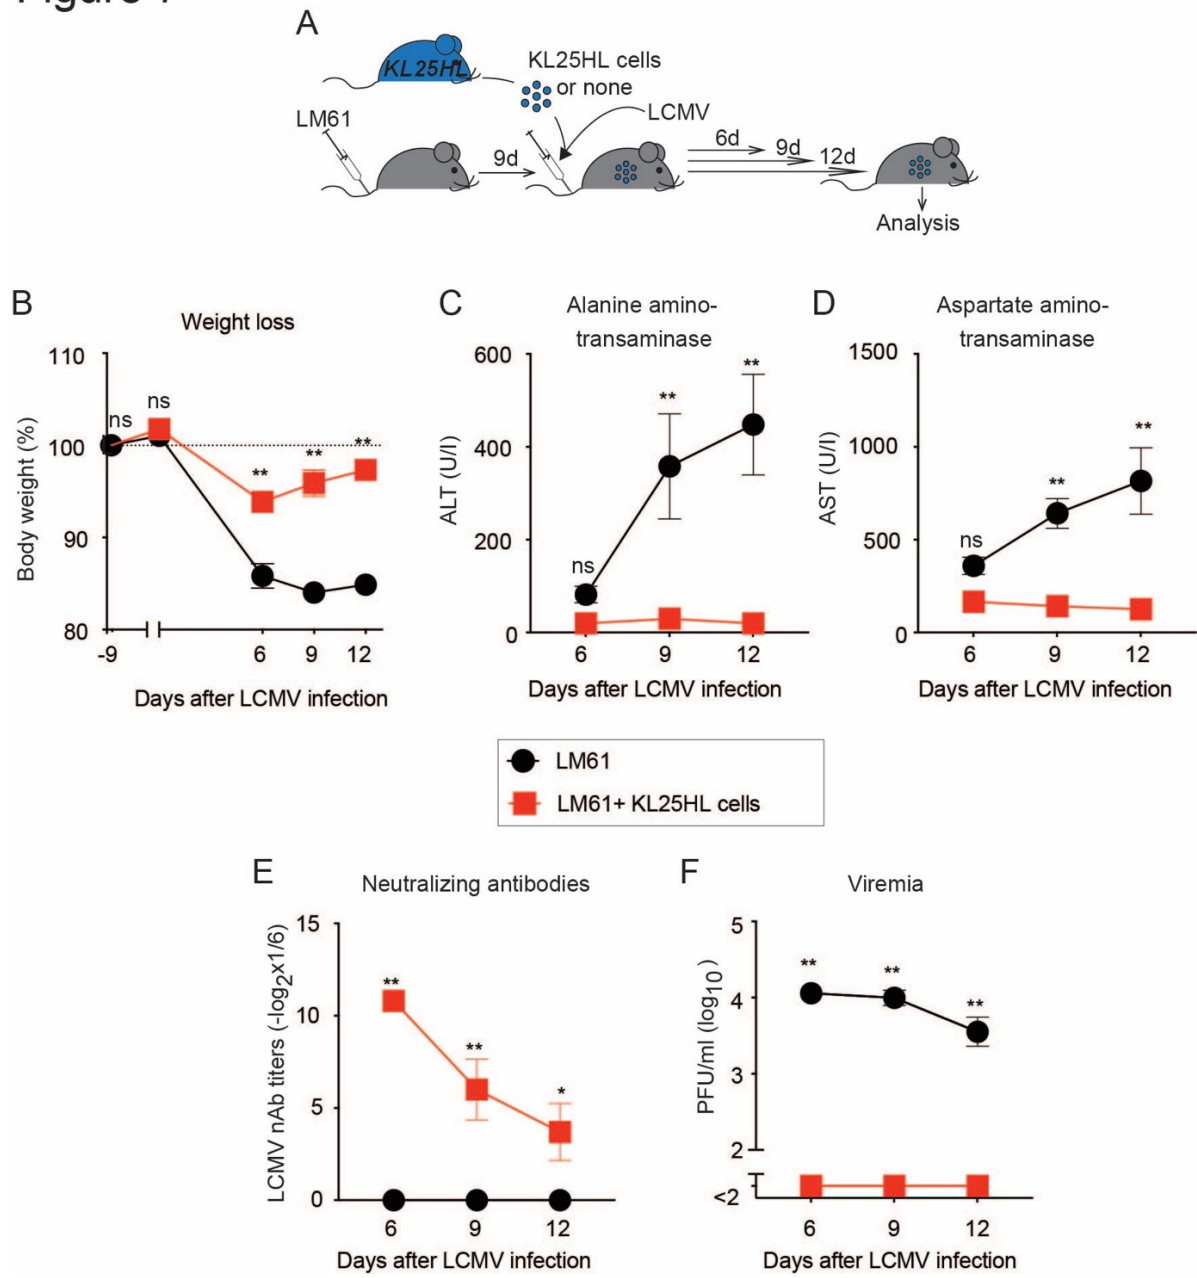 A
KL25HL
KL25HL cells
or none
LM61
LCMV
9d
6d
9d
12d
Analysis
B
Weight loss
110
100
90
80
Body weight (%)
ns
ns
**
**
**
-9
6
9
12
Days after LCMV infection
C
Alanine amino-
transaminase
600
400
200
0
ALT (U/l)
ns
**
**
6
9
12
Days after LCMV infection
D
Aspartate amino-
transaminase
1500
1000
500
0
AST (U/l)
ns
**
**
6
9
12
Days after LCMV infection
LM61
LM61+ KL25HL cells
E
Neutralizing antibodies
15
10
5
0
LCMV nAb titers (-log2x1/6)
**
**
*
6
9
12
Days after LCMV infection
F
Viremia
5
4
3
2
<2
PFU/ml (log10)
**
**
**
6
9
12
Days after LCMV infection